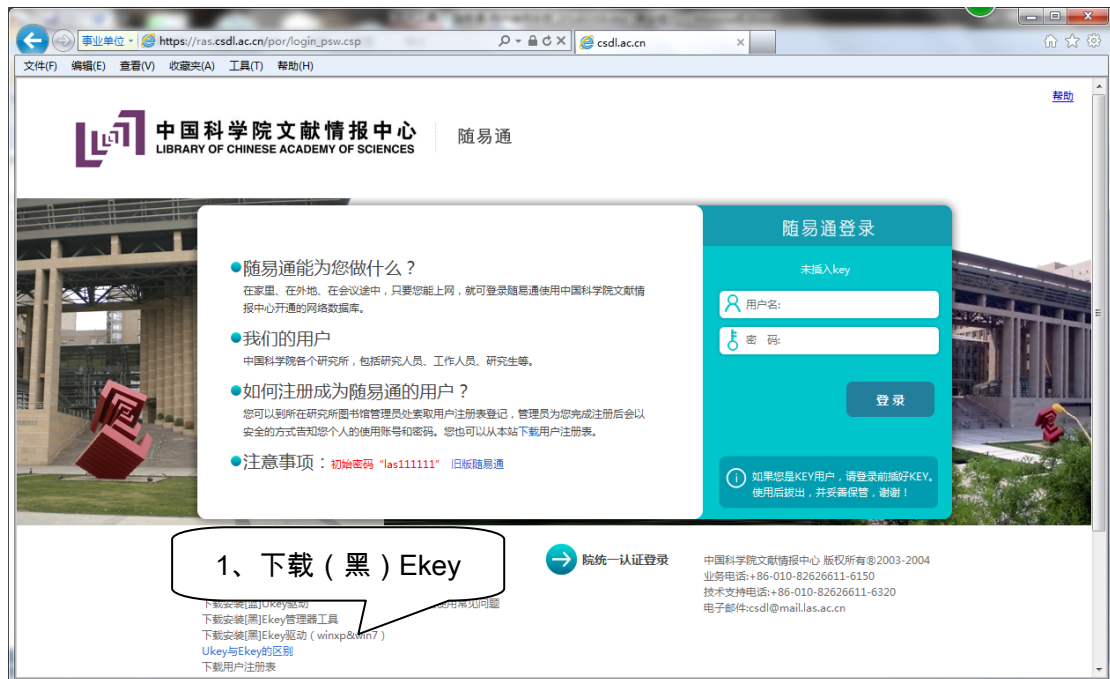 事业单位
https://ras.csdl.ac.cn/por/login_psw.csp
csdl.ac.cn
文件(F) 编辑(E) 查看(V) 收藏夹(A) 工具(T) 帮助(H)
帮助
中国科学院文献情报中心
LIBRARY OF CHINESE ACADEMY OF SCIENCES
随易通
●随易通能为您做什么？
在家里、在外地、在会议途中，只要您能上网，就可登录随易通使用中国科学院文献情
报中心开通的网络数据库。
●我们的用户
中国科学院各个研究所，包括研究人员、工作人员、研究生等。
●如何注册成为随易通的用户？
您可以到所在研究所图书馆管理员处索取用户注册表登记，管理员为您完成注册后会以
安全的方式告知您个人的使用账号和密码。您也可以从本站下载用户注册表。
●注意事项：初始密码“las111111” 旧版随易通
随易通登录
未插入key
用户名:
密 码:
登 录
如果您是KEY用户，请登录前插好KEY。
使用后拔出，并妥善保管，谢谢！
1、下载（黑）Ekey
下载安装[蓝]Ukey驱动
使用常见问题
下载安装[黑]Ekey管理器工具
下载安装[黑]Ekey驱动（winxp&win7）
Ukey与Ekey的区别
下载用户注册表
院统一认证登录
中国科学院文献情报中心 版权所有@2003-2004
业务电话:+86-010-82626611-6150
技术支持电话:+86-010-82626611-6320
电子邮件:csdl@mail.las.ac.cn